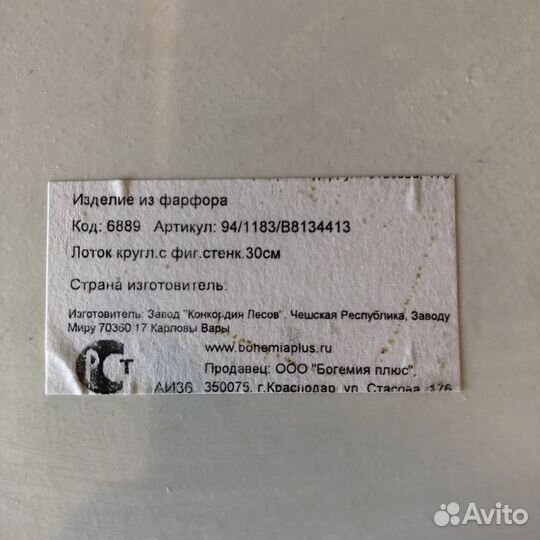 Изделие из фарфора
Код: 6889 Артикул: 94/1183/B8134413
Лоток кругл.с фиг.стенк.30см
Страна изготовитель:
Изготовитель: Завод "Конкордия Лесов", Чешская Республика, Заводу
Миру 70360 17 Карловы Вары
www.bohemiaplus.ru
РСТ Продавец: ООО "Богемия плюс",
АИ36 350075, г.Краснодар, ул. Стасова, 176
Avito